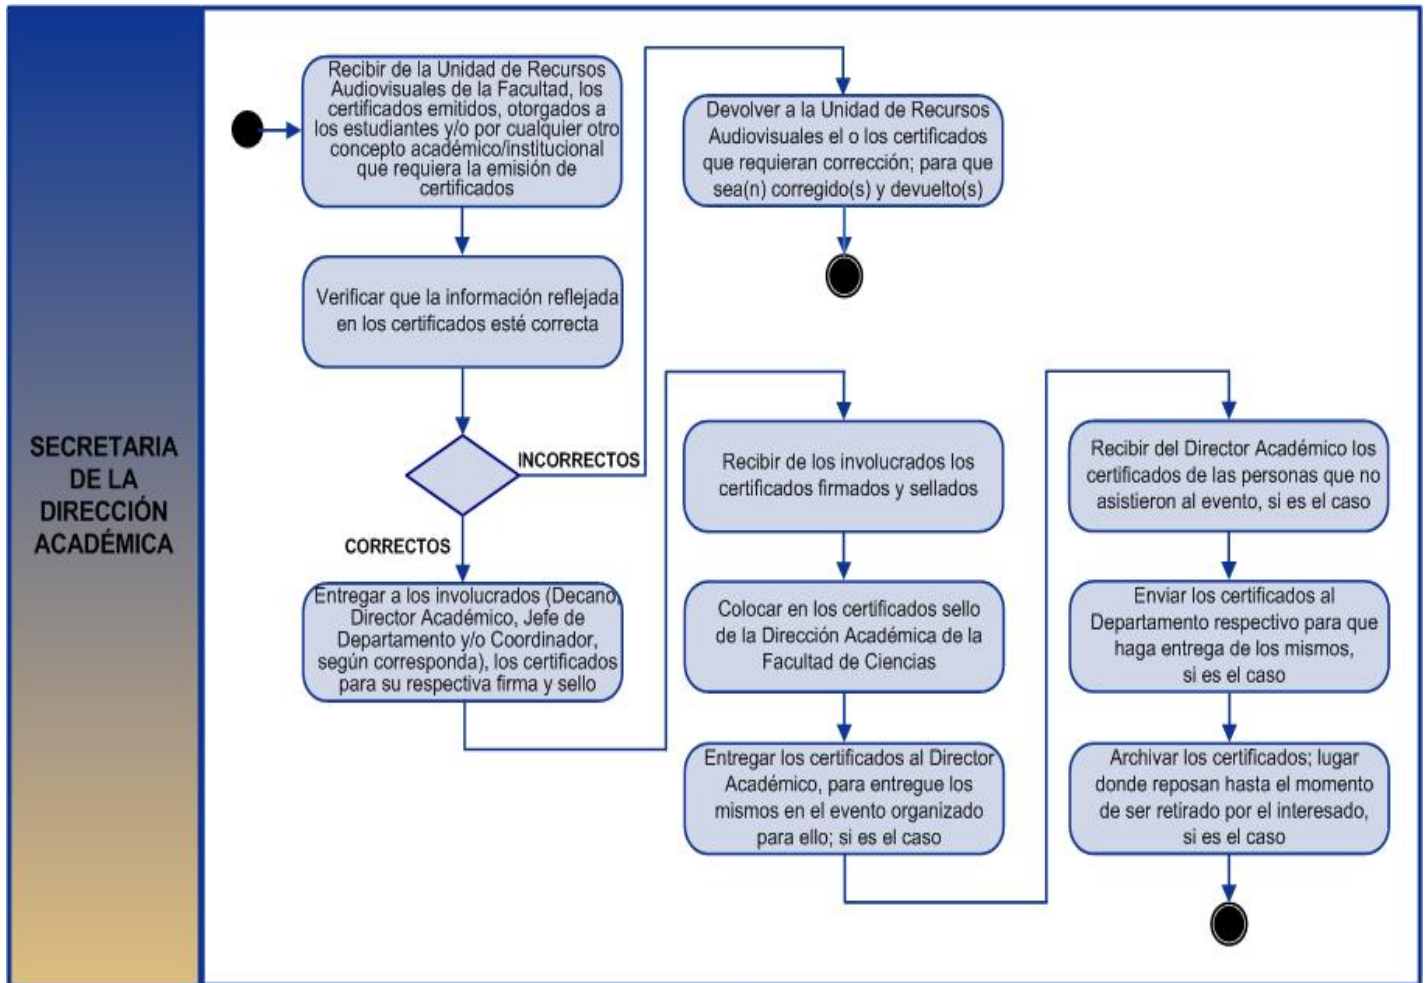 SECRETARIA
DE LA
DIRECCIÓN
ACADÉMICA
Recibir de la Unidad de Recursos
Audiovisuales de la Facultad, los
certificados emitidos, otorgados a
los estudiantes y/o por cualquier otro
concepto académico/institucional
que requiera la emisión de
certificados
Verificar que la información reflejada
en los certificados esté correcta
INCORRECTOS
Devolver a la Unidad de Recursos
Audiovisuales el o los certificados
que requieran corrección; para que
sea(n) corregido(s) y devuelto(s)
CORRECTOS
Entregar a los involucrados (Decano,
Director Académico, Jefe de
Departamento y/o Coordinador,
según corresponda), los certificados
para su respectiva firma y sello
Recibir de los involucrados los
certificados firmados y sellados
Colocar en los certificados sello
de la Dirección Académica de la
Facultad de Ciencias
Entregar los certificados al Director
Académico, para entregue los
mismos en el evento organizado
para ello; si es el caso
Recibir del Director Académico los
certificados de las personas que no
asistieron al evento, si es el caso
Enviar los certificados al
Departamento respectivo para que
haga entrega de los mismos,
si es el caso
Archivar los certificados; lugar
donde reposan hasta el momento
de ser retirado por el interesado,
si es el caso